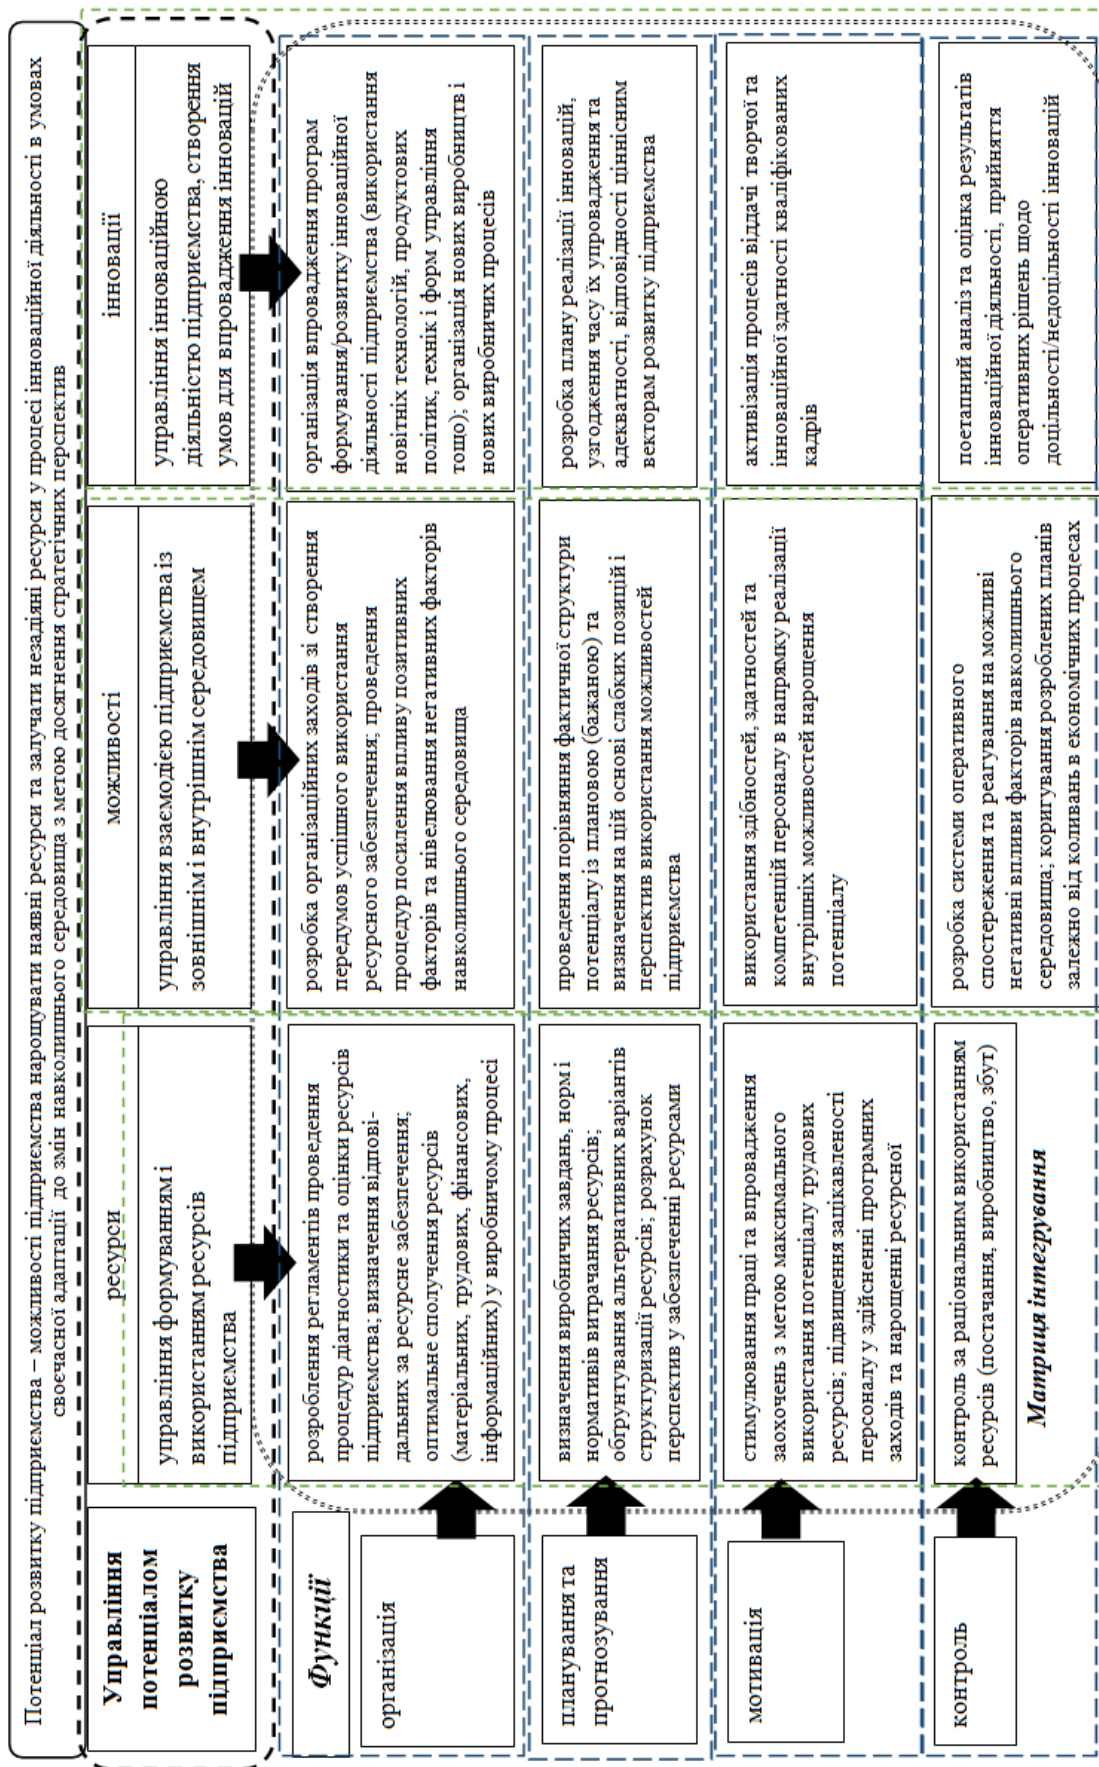 Потенціал розвитку підприємства – можливості підприємства нарощувати наявні ресурси та залучати незадіяні ресурси у процесі інноваційної діяльності в умовах
своєчасної адаптації до змін навколишнього середовища з метою досягнення стратегічних перспектив
Управління
потенціалом
розвитку
підприємства
ресурси
управління формуванням і
використанням ресурсів
підприємства
можливості
управління взаємодією підприємства із
зовнішнім і внутрішнім середовищем
інновації
управління інноваційною
діяльністю підприємства, створення
умов для впровадження інновацій
Функції
організація
розроблення регламентів проведення
процедур діагностики та оцінки ресурсів
підприємства; визначення відпові-
дальних за ресурсне забезпечення;
оптимальне сполучення ресурсів
(матеріальних, трудових, фінансових,
інформаційних) у виробничому процесі
розробка організаційних заходів зі створення
передумов успішного використання
ресурсного забезпечення; проведення
процедур посилення впливу позитивних
факторів та нівелювання негативних факторів
навколишнього середовища
організація впровадження програм
формування/розвитку інноваційної
діяльності підприємства (використання
новітніх технологій, продуктових
політик, технік і форм управління
тощо); організація нових виробництв і
нових виробничих процесів
планування та
прогнозування
визначення виробничих завдань, норм і
нормативів витрачання ресурсів;
обґрунтування альтернативних варіантів
структуризації ресурсів; розрахунок
перспектив у забезпеченні ресурсами
проведення порівняння фактичної структури
потенціалу із плановою (бажаною) та
визначення на цій основі слабких позицій і
перспектив використання можливостей
підприємства
розробка плану реалізації інновацій,
узгодження часу їх упровадження та
адекватності, відповідності ціннісним
векторам розвитку підприємства
мотивація
стимулювання праці та впровадження
заохочень з метою максимального
використання потенціалу трудових
ресурсів; підвищення зацікавленості
персоналу у здійсненні програмних
заходів та нарощенні ресурсної
використання здібностей, здатностей та
компетенцій персоналу в напрямку реалізації
внутрішніх можливостей нарощення
потенціалу
активізація процесів віддачі творчої та
інноваційної здатності кваліфікованих
кадрів
контроль
контроль за раціональним використанням
ресурсів (постачання, виробництво, збут)
розробка системи оперативного
спостереження та реагування на можливі
негативні впливи факторів навколишнього
середовища; коригування розроблених планів
залежно від коливань в економічних процесах
поетапний аналіз та оцінка результатів
інноваційної діяльності, прийняття
оперативних рішень щодо
доцільності/недоцільності інновацій
Матриця інтегрування